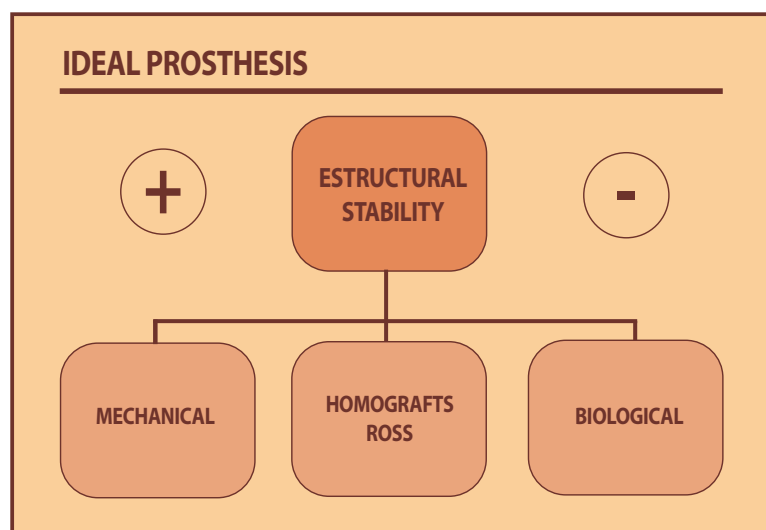 IDEAL PROSTHESIS
+
ESTRUCTURAL
STABILITY
-
MECHANICAL
HOMOGRAFTS
ROSS
BIOLOGICAL